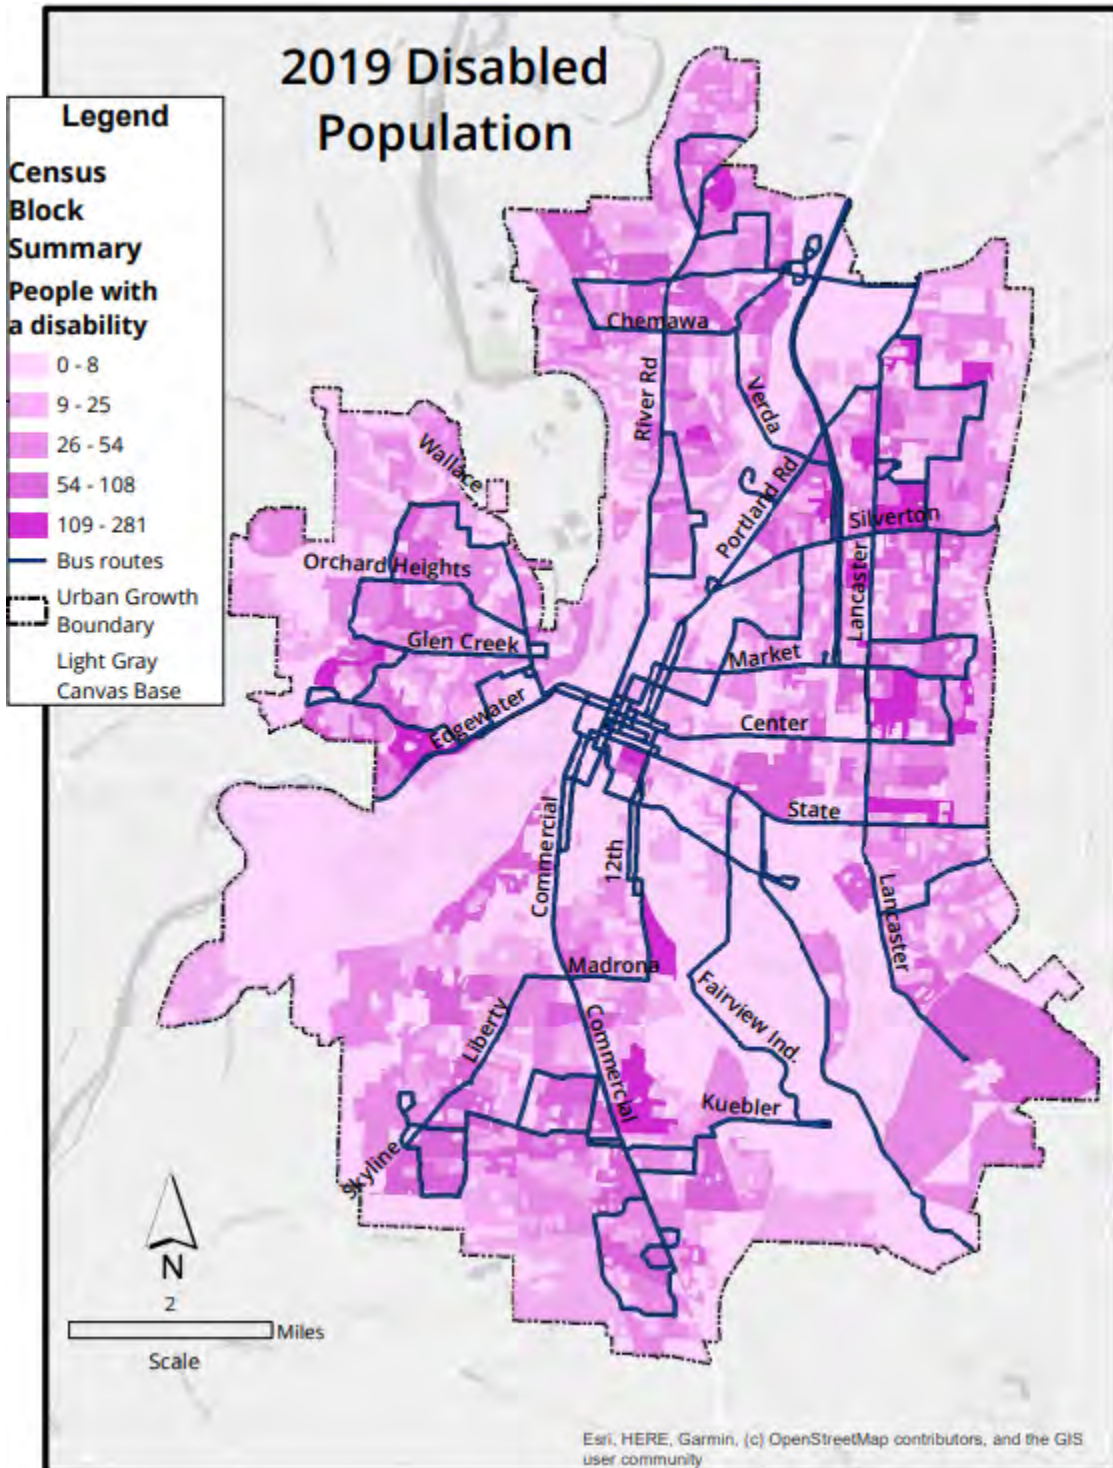 2019 Disabled
Population
Legend
Census
Block
Summary
People with
a disability
0 - 8
9 - 25
26 - 54
54 - 108
109 - 281
Bus routes
Urban Growth
Boundary
Light Gray
Canvas Base
Chemawa
River Rd
Verda
Wallace
Portland Rd
Silverton
Orchard Heights
Lancaster
Glen Creek
Market
Edgewater
Center
State
Commercial
12th
Lancaster
Madrona
Fairview Ind.
Liberty
Commercial
Kuebler
Skyline
N
2
Miles
Scale
Esri, HERE, Garmin, (c) OpenStreetMap contributors, and the GIS
user community